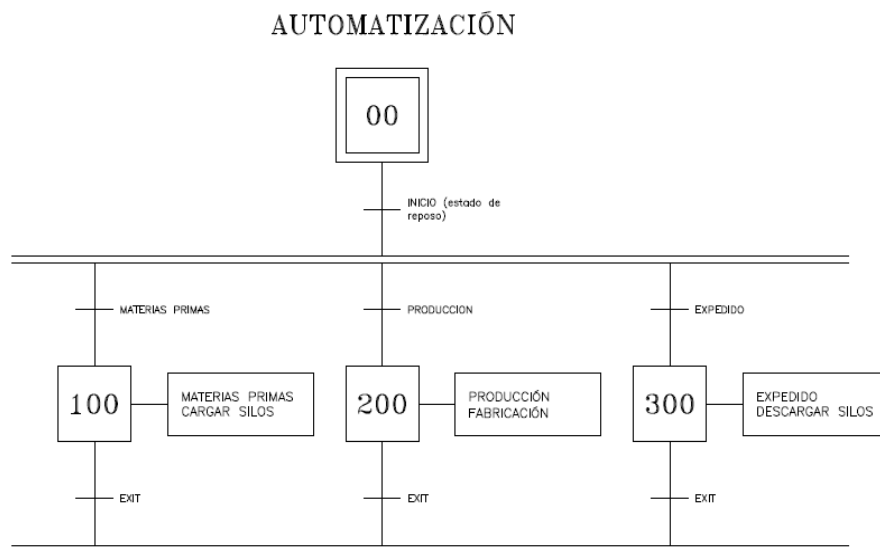 AUTOMATIZACIÓN
00
INICIO (estado de
reposo)
MATERIAS PRIMAS
PRODUCCION
EXPEDIDO
100
MATERIAS PRIMAS
CARGAR SILOS
200
PRODUCCIÓN
FABRICACIÓN
300
EXPEDIDO
DESCARGAR SILOS
EXIT
EXIT
EXIT